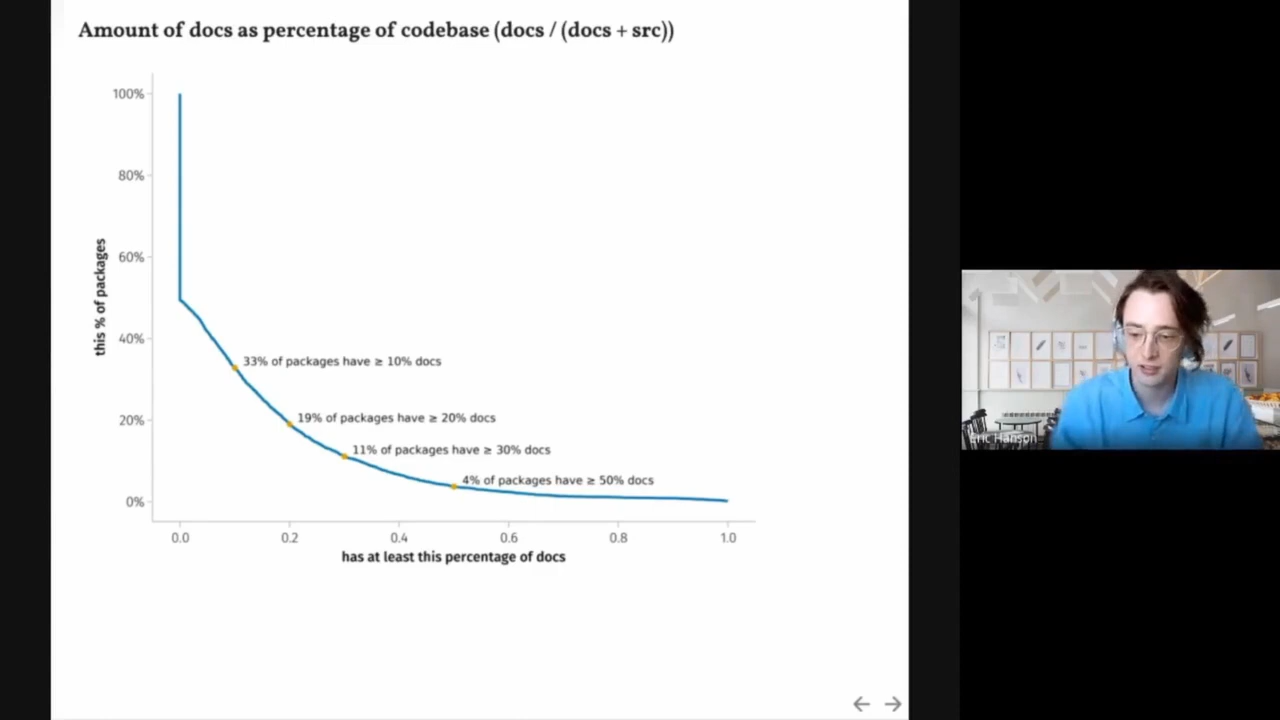 Amount of docs as percentage of codebase (docs / (docs + src))
this % of packages
100%
80%
60%
40%
20%
0%
33% of packages have ≥ 10% docs
19% of packages have ≥ 20% docs
11% of packages have ≥ 30% docs
4% of packages have ≥ 50% docs
0.0 0.2 0.4 0.6 0.8 1.0
has at least this percentage of docs
Eric Hanson